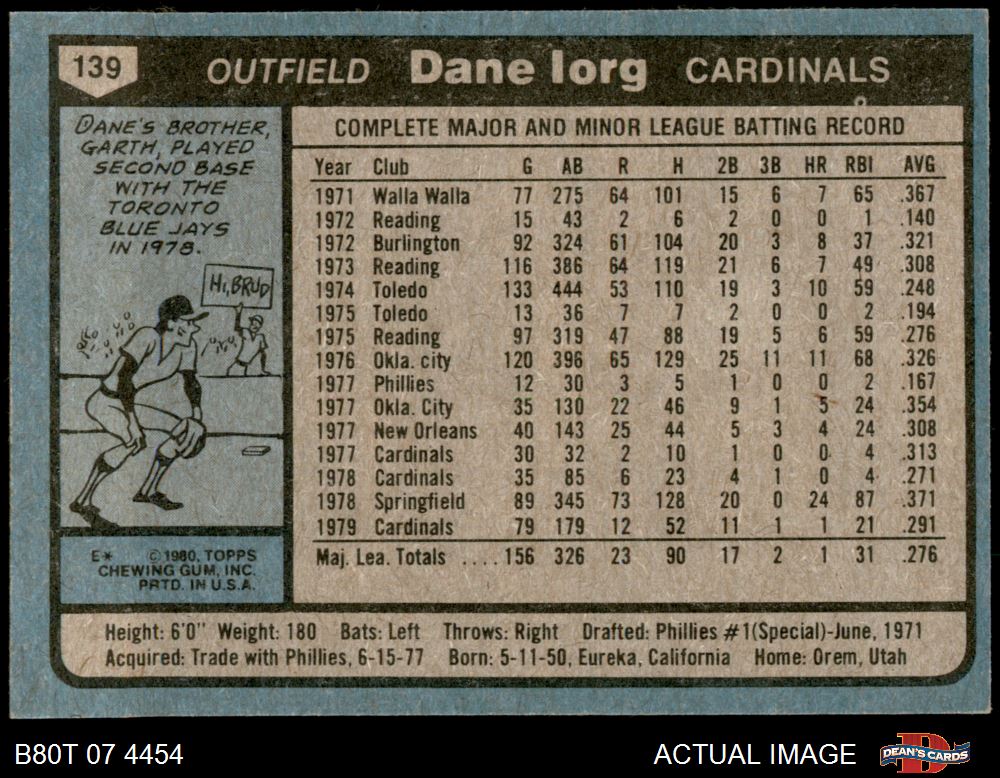 139 OUTFIELD Dane Iorg CARDINALS
DANE'S BROTHER,
GARTH, PLAYED
SECOND BASE
WITH THE
TORONTO
BLUE JAYS
IN 1978.
HI, BRUD
E* © 1980, TOPPS
CHEWING GUM, INC.
PRTD. IN U.S.A.
COMPLETE MAJOR AND MINOR LEAGUE BATTING RECORD
Year Club G AB R H 2B 3B HR RBI AVG
1971 Walla Walla 77 275 64 101 15 6 7 65 .367
1972 Reading 15 43 2 6 2 0 0 1 .140
1972 Burlington 92 324 61 104 20 3 8 37 .321
1973 Reading 116 386 64 119 21 6 7 49 .308
1974 Toledo 133 444 53 110 19 3 10 59 .248
1975 Toledo 13 36 7 7 2 0 0 2 .194
1975 Reading 97 319 47 88 19 5 6 59 .276
1976 Okla. city 120 396 65 129 25 11 11 68 .326
1977 Phillies 12 30 3 5 1 0 0 2 .167
1977 Okla. City 35 130 22 46 9 1 5 24 .354
1977 New Orleans 40 143 25 44 5 3 4 24 .308
1977 Cardinals 30 32 2 10 1 0 0 4 .313
1978 Cardinals 35 85 6 23 4 1 0 4 .271
1978 Springfield 89 345 73 128 20 0 24 87 .371
1979 Cardinals 79 179 12 52 11 1 1 21 .291
Maj. Lea. Totals ....156 326 23 90 17 2 1 31 .276
Height: 6'0" Weight: 180 Bats: Left Throws: Right Drafted: Phillies #1(Special)-June, 1971
Acquired: Trade with Phillies, 6-15-77 Born: 5-11-50, Eureka, California Home: Orem, Utah
B80T 07 4454 ACTUAL IMAGE DEAN'S CARDS